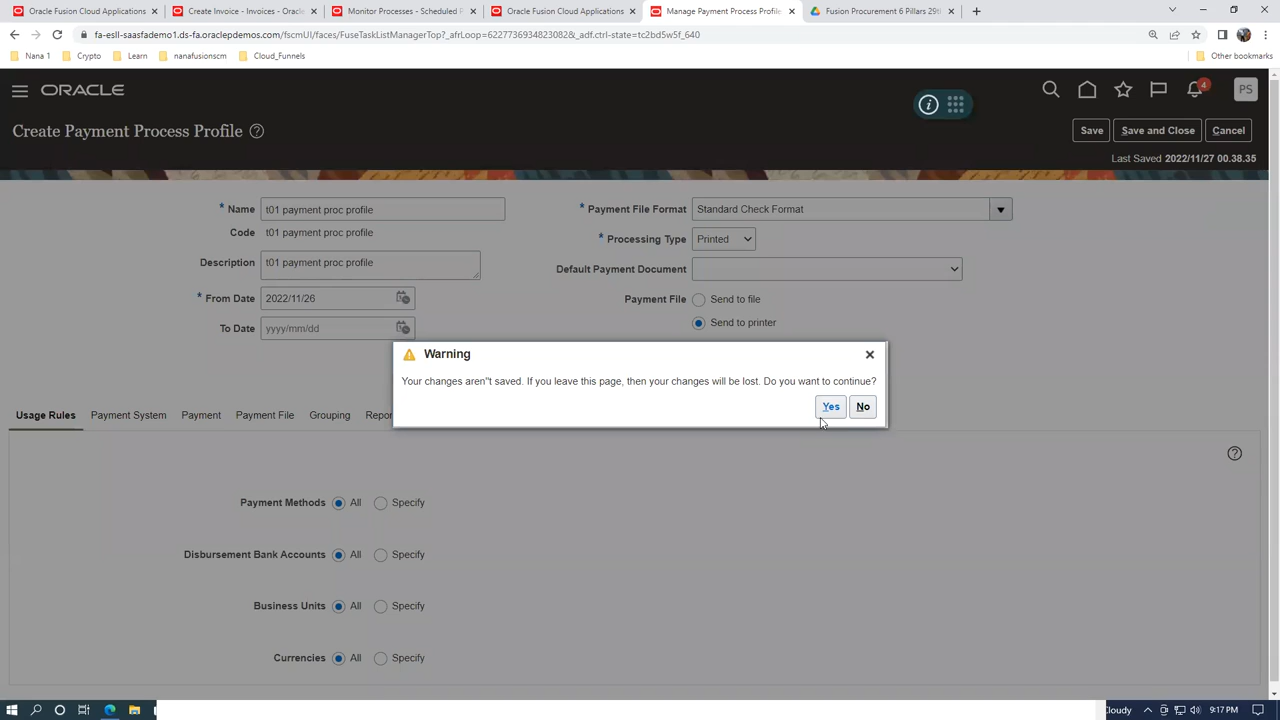 Oracle Fusion Cloud Applications
Create Invoice - Invoices - Oracle
Monitor Processes - Scheduled P
Oracle Fusion Cloud Applications
Manage Payment Process Profile
Fusion Procurement 6 Pillars 29th
fa-esll-saasfademo1.ds-fa.oraclepdemos.com/fscmUI/faces/FuseTaskListManagerTop?_afrLoop=62277369348230828&_adf.ctrl-state=tc2bd5w5f_640
Nana 1
Crypto
Learn
nanafusionscm
Cloud_Funnels
Other bookmarks
ORACLE
4
PS
Create Payment Process Profile
Save
Save and Close
Cancel
Last Saved 2022/11/27 00.38.35
* Name t01 payment proc profile
* Payment File Format Standard Check Format
Code t01 payment proc profile
* Processing Type Printed
Description t01 payment proc profile
Default Payment Document
* From Date 2022/11/26
Payment File Send to file
To Date yyyy/mm/dd
Send to printer
Warning
Your changes aren"t saved. If you leave this page, then your changes will be lost. Do you want to continue?
Yes No
Usage Rules Payment System Payment Payment File Grouping Repor
Payment Methods All Specify
Disbursement Bank Accounts All Specify
Business Units All Specify
Currencies All Specify
Cloudy
9:17 PM